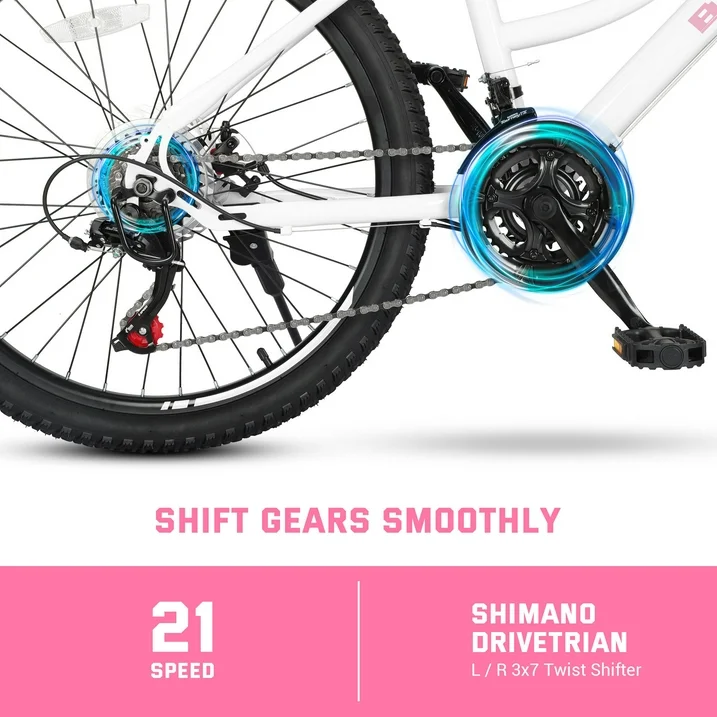 SHIFT GEARS SMOOTHLY
21
SPEED
SHIMANO
DRIVETRIAN
L / R 3x7 Twist Shifter